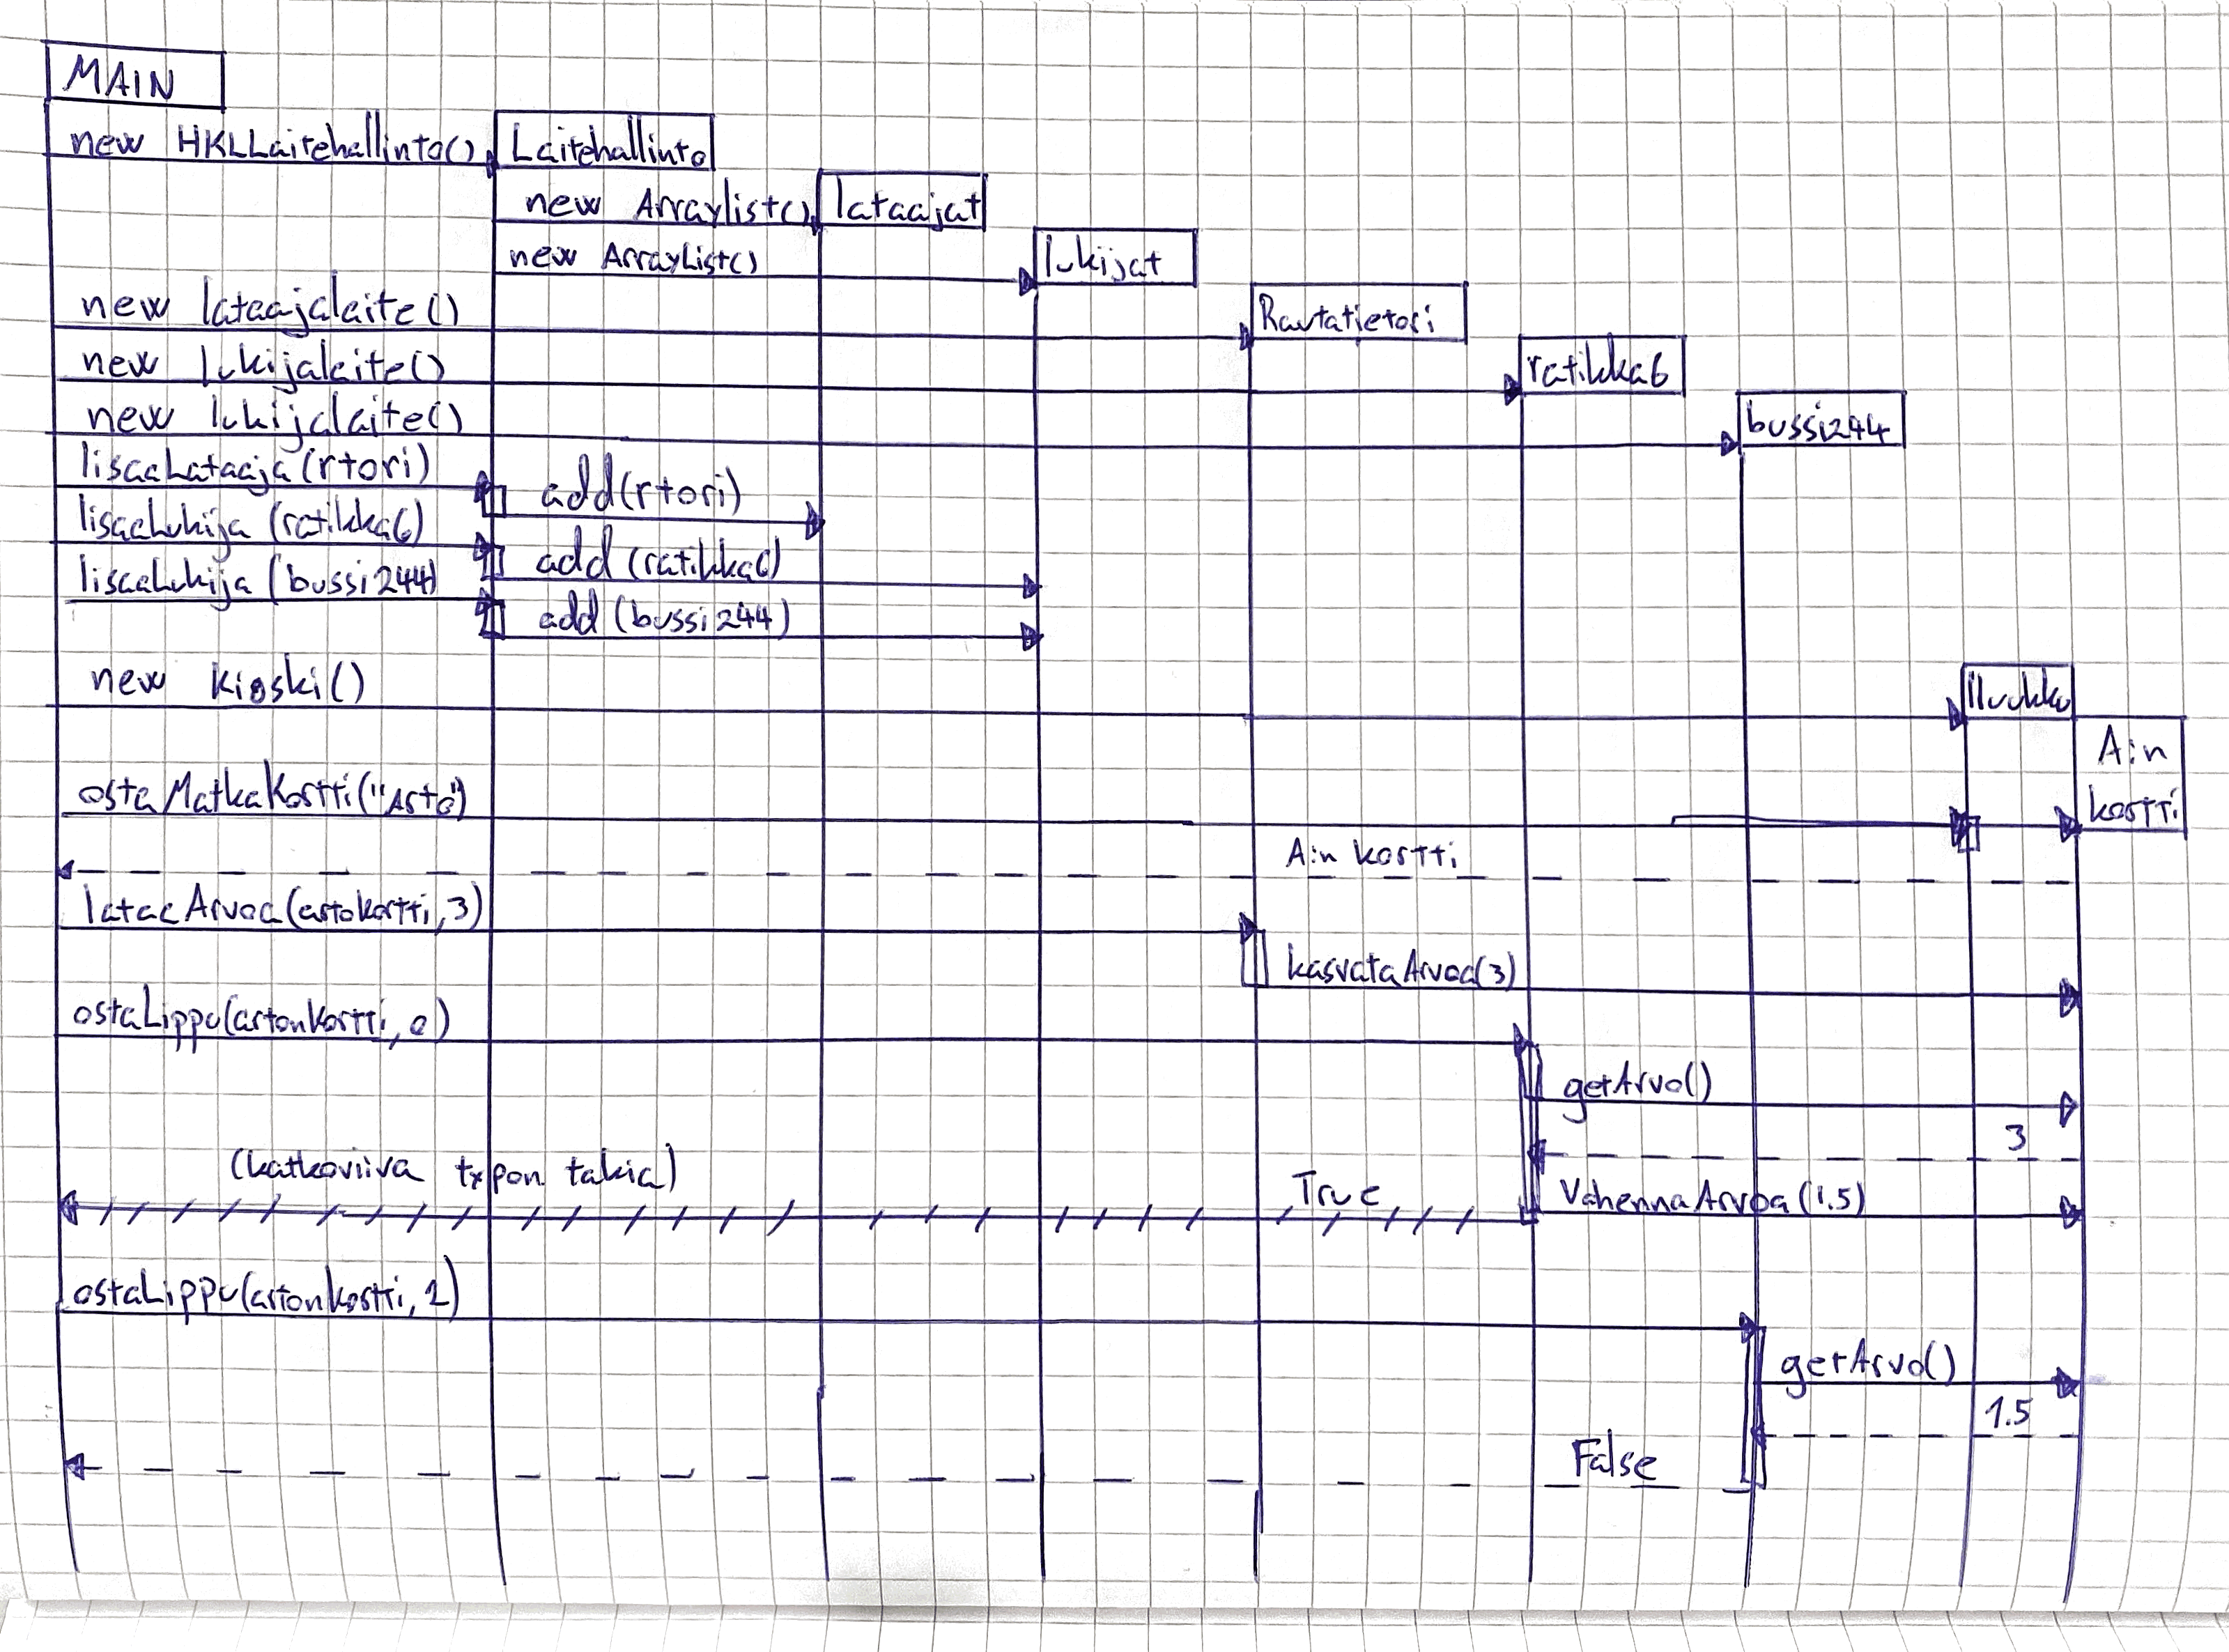 MAIN
new HKLLaitehallinto() Laitehallinto
new Arraylist() lataajat
new ArrayList() lukijat
new lataajalaite() Rautatietori
new lukijalaite() ratikka6
new lukijalaite() bussi244
lisaaLataaja (rtori) add(rtori)
lisaaLukija (ratikka6) add (ratikka6)
lisaaLukija (bussi244) add (bussi244)
new kioski() lluukku
A:n
kortti
ostaMatkaKortti("Arto")
A:n kortti
lataaArvoa(artokortti, 3)
kasvataArvoa(3)
ostaLippu(artonkortti, 0)
getArvo()
3
(katkoviiva typon takia) True VahennaArvoa (1.5)
ostaLippu(artonkortti, 2)
getArvo()
1.5
False